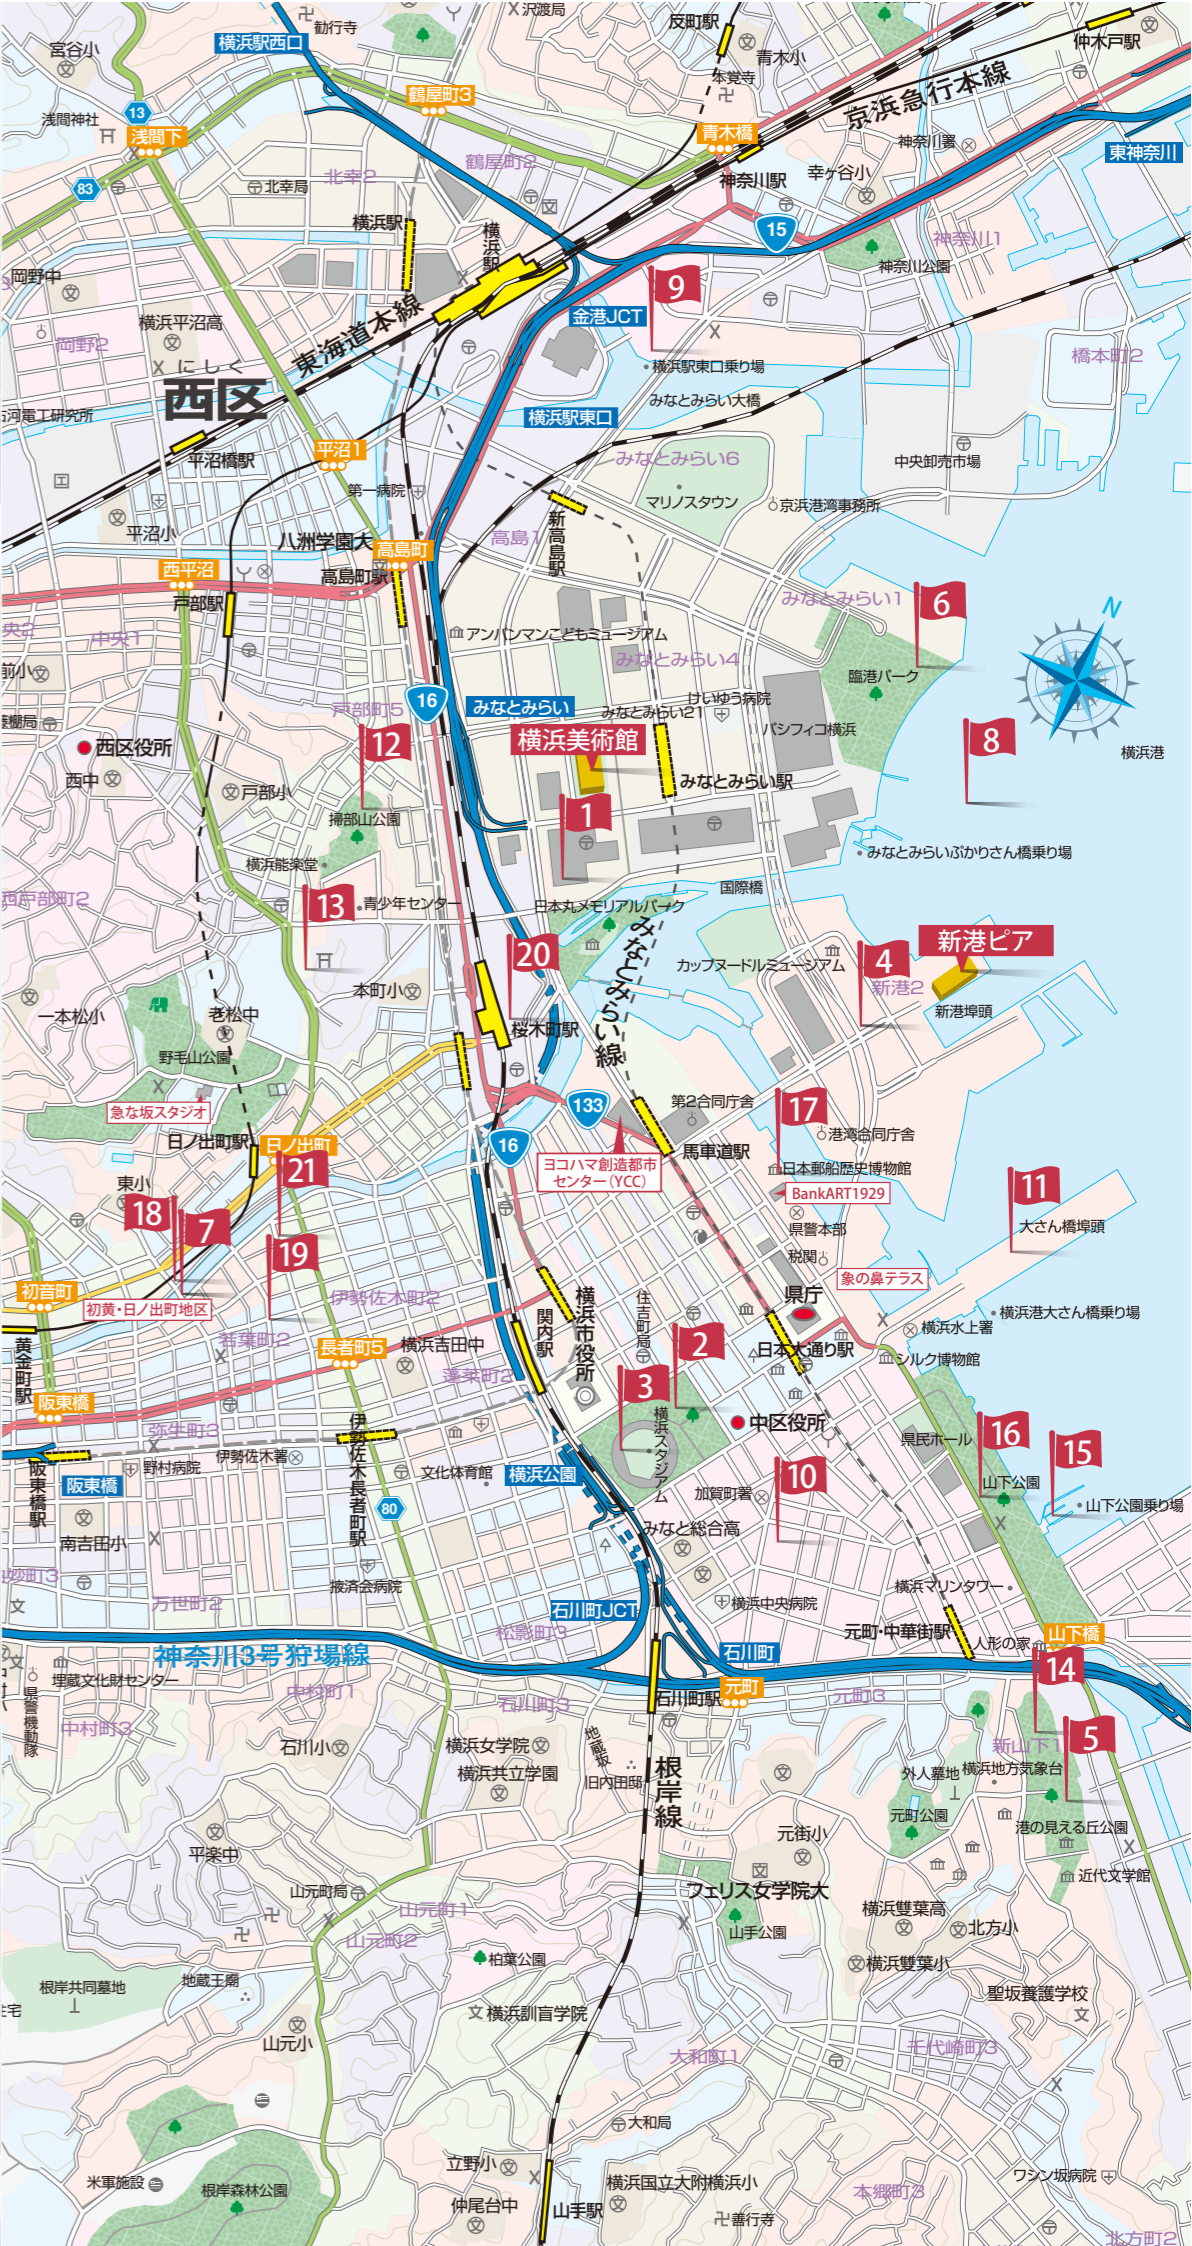 沢渡局
反町駅
仲木戸駅
勧行寺
横浜駅西口
宮谷小
青木小
本覚寺
京浜急行本線
鶴屋町3
13
浅間神社
浅間下
青木橋
神奈川署
東神奈川
鶴屋町2
83
北幸局
北幸2
神奈川駅
幸ヶ谷小
横浜駅
横浜駅
15
神奈川1
神奈川公園
岡野中
9
金港JCT
横浜平沼高
岡野2
東海道本線
橋本町2
にしく
西区
横浜駅東口乗り場
みなとみらい大橋
古河電工研究所
横浜駅東口
平沼橋駅
平沼1
みなとみらい6
中央卸売市場
第一病院
マリノスタウン
京浜港湾事務所
平沼小
八洲学園大
高島1
新高島駅
高島町
高島町駅
西平沼
戸部駅
みなとみらい1
6
N
中央1
アンパンマンこどもミュージアム
みなとみらい4
臨港パーク
16
みなとみらい
けいゆう病院
みなとみらい21
戸部町5
12
横浜美術館
パシフィコ横浜
8
横浜港
西区役所
西中
戸部小
みなとみらい駅
1
掃部山公園
横浜能楽堂
みなとみらいぷかりさん橋乗り場
西戸部町2
13
青少年センター
国際橋
日本丸メモリアルパーク
みなとみらい線
20
カップヌードルミュージアム
4
新港ピア
新港2
新港埠頭
本町小
一本松小
老松中
桜木町駅
野毛山公園
急な坂スタジオ
133
第2合同庁舎
17
港湾合同庁舎
日ノ出町駅
日ノ出町
16
馬車道駅
ヨコハマ創造都市
センター(YCC)
日本郵船歴史博物館
21
BankART1929
東小
18
7
11
大さん橋埠頭
県警本部
19
税関
象の鼻テラス
初音町
初黄・日ノ出町地区
伊勢佐木町2
横浜市役所
住吉町局
県庁
横浜港大さん橋乗り場
横浜水上署
関内駅
若葉町2
長者町5
横浜吉田中
2
日本大通り駅
シルク博物館
黄金町駅
蓬莱町2
3
阪東橋
横浜スタジアム
中区役所
弥生町3
伊勢佐木長者町駅
県民ホール
16
15
阪東橋駅
野村病院
伊勢佐木署
文化体育館
横浜公園
阪東橋
10
加賀町署
山下公園
山下公園乗り場
80
南吉田小
みなと総合高
掖済会病院
横浜マリンタワー
万世町2
石川町JCT
横浜中央病院
元町・中華街駅
人形の家
山下橋
松影町3
石川町
神奈川3号狩場線
埋蔵文化財センター
県警機動隊
中村町1
石川町3
石川町駅
元町
元町3
14
中村町3
石川小
横浜女学院
地蔵坂
新山下1
5
横浜共立学園
旧内田邸
根岸線
外人墓地
横浜地方気象台
元町公園
港の見える丘公園
平楽中
元街小
近代文学館
山元町局
フェリス女学院大
山元町1
横浜雙葉高
北方小
山元町2
山手公園
柏葉公園
横浜雙葉小
根岸共同墓地
地蔵王廟
聖坂養護学校
横浜訓盲学院
山元小
大和町1
千代崎町3
大和局
立野小
米軍施設
根岸森林公園
横浜国立大附横浜小
ワシン坂病院
仲尾台中
山手駅
本郷町3
善行寺
北方町2